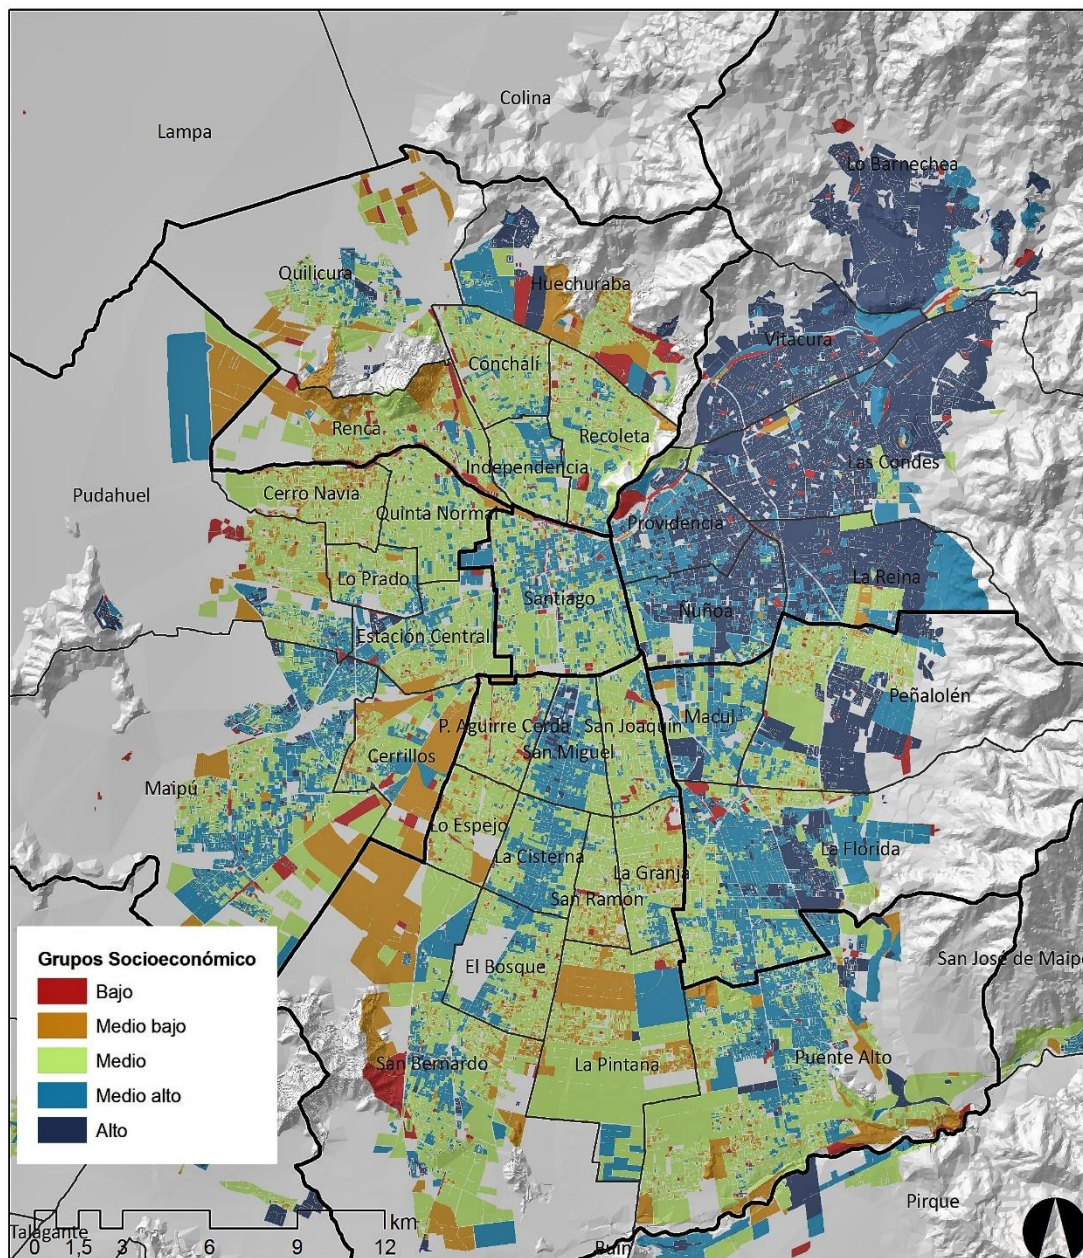 Colina
Lampa
Lo Barnechea
Quilicura
Huechuraba
Vitacura
Conchalí
Renca
Recoleta
Independencia
Las Condes
Pudahuel
Cerro Navia
Quinta Normal
Providencia
Lo Prado
La Reina
Santiago
Ñuñoa
Estación Central
Peñalolén
P. Aguirre Cerda
San Joaquín
Macul
San Miguel
Cerrillos
Maipú
Lo Espejo
La Florida
La Cisterna
La Granja
San Ramón
El Bosque
San José de Maipo
San Bernardo
La Pintana
Puente Alto
Grupos Socioeconómico
Bajo
Medio bajo
Medio
Medio alto
Alto
Pirque
Talagante
km
0 1,5 3 6 9 12
Buin